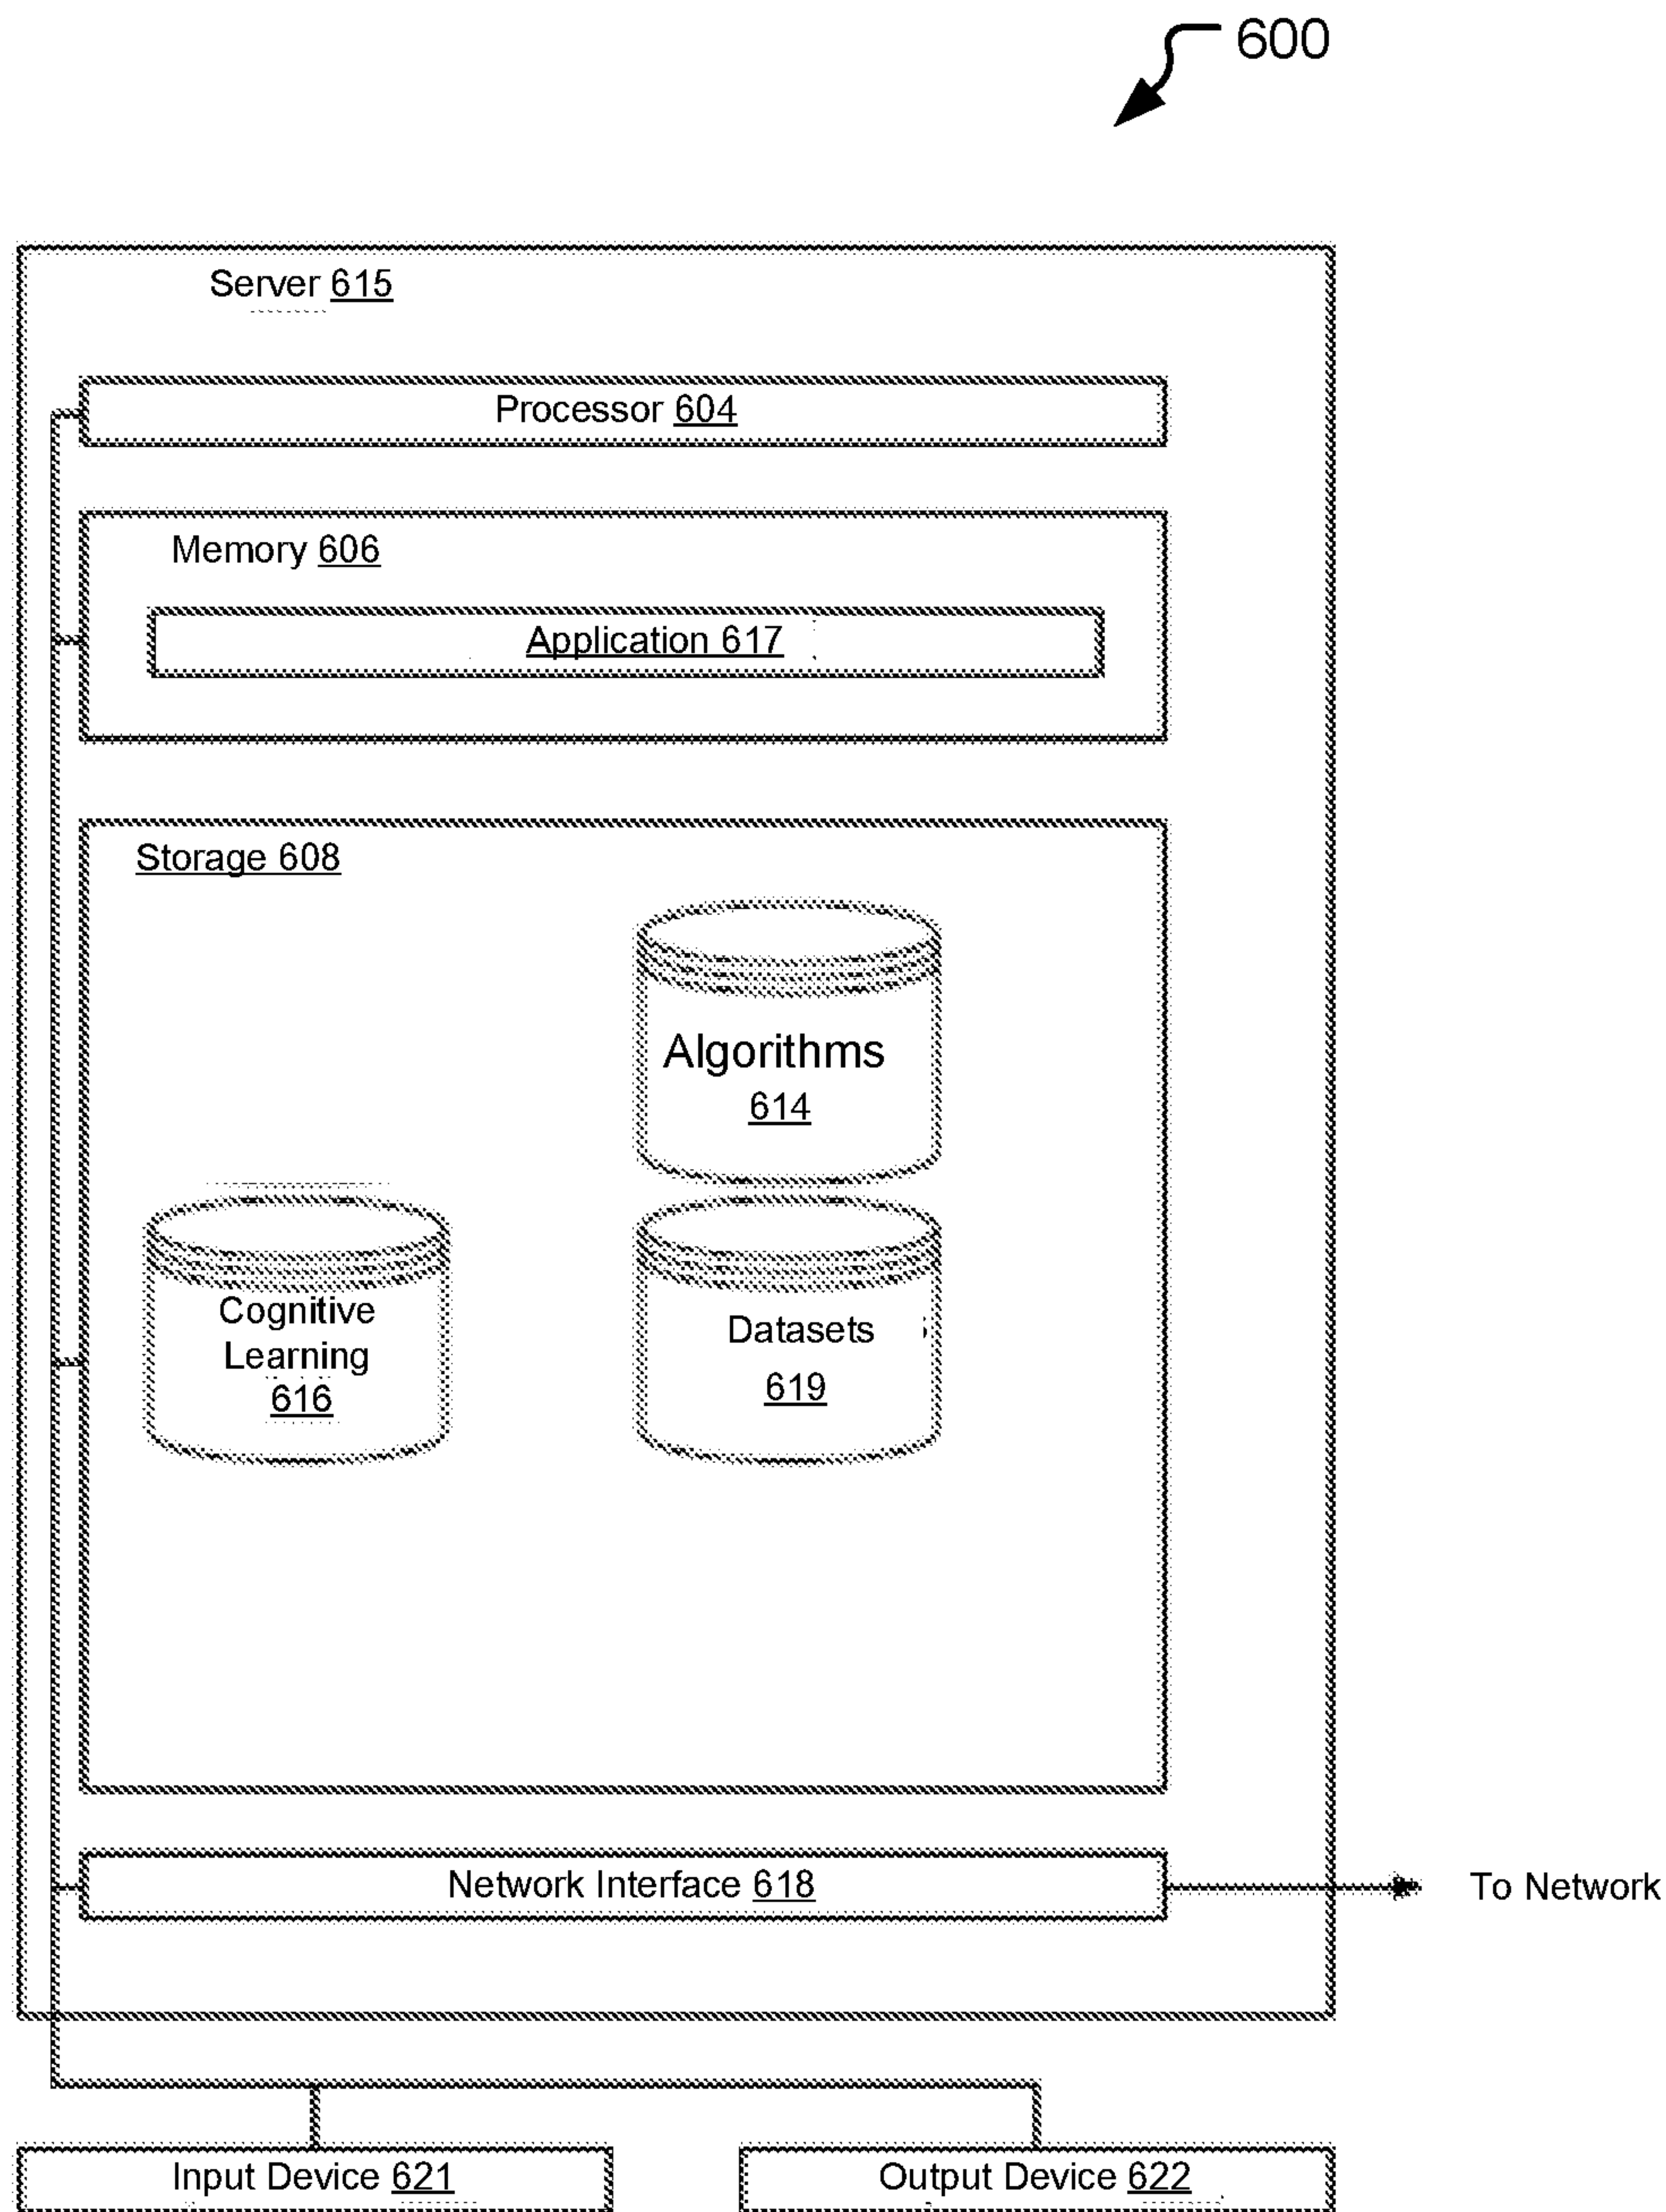 600
Server 615
Processor 604
Memory 606
Application 617
Storage 608
Algorithms
614
Cognitive
Learning
616
Datasets
619
Network Interface 618
To Network
Input Device 621
Output Device 622